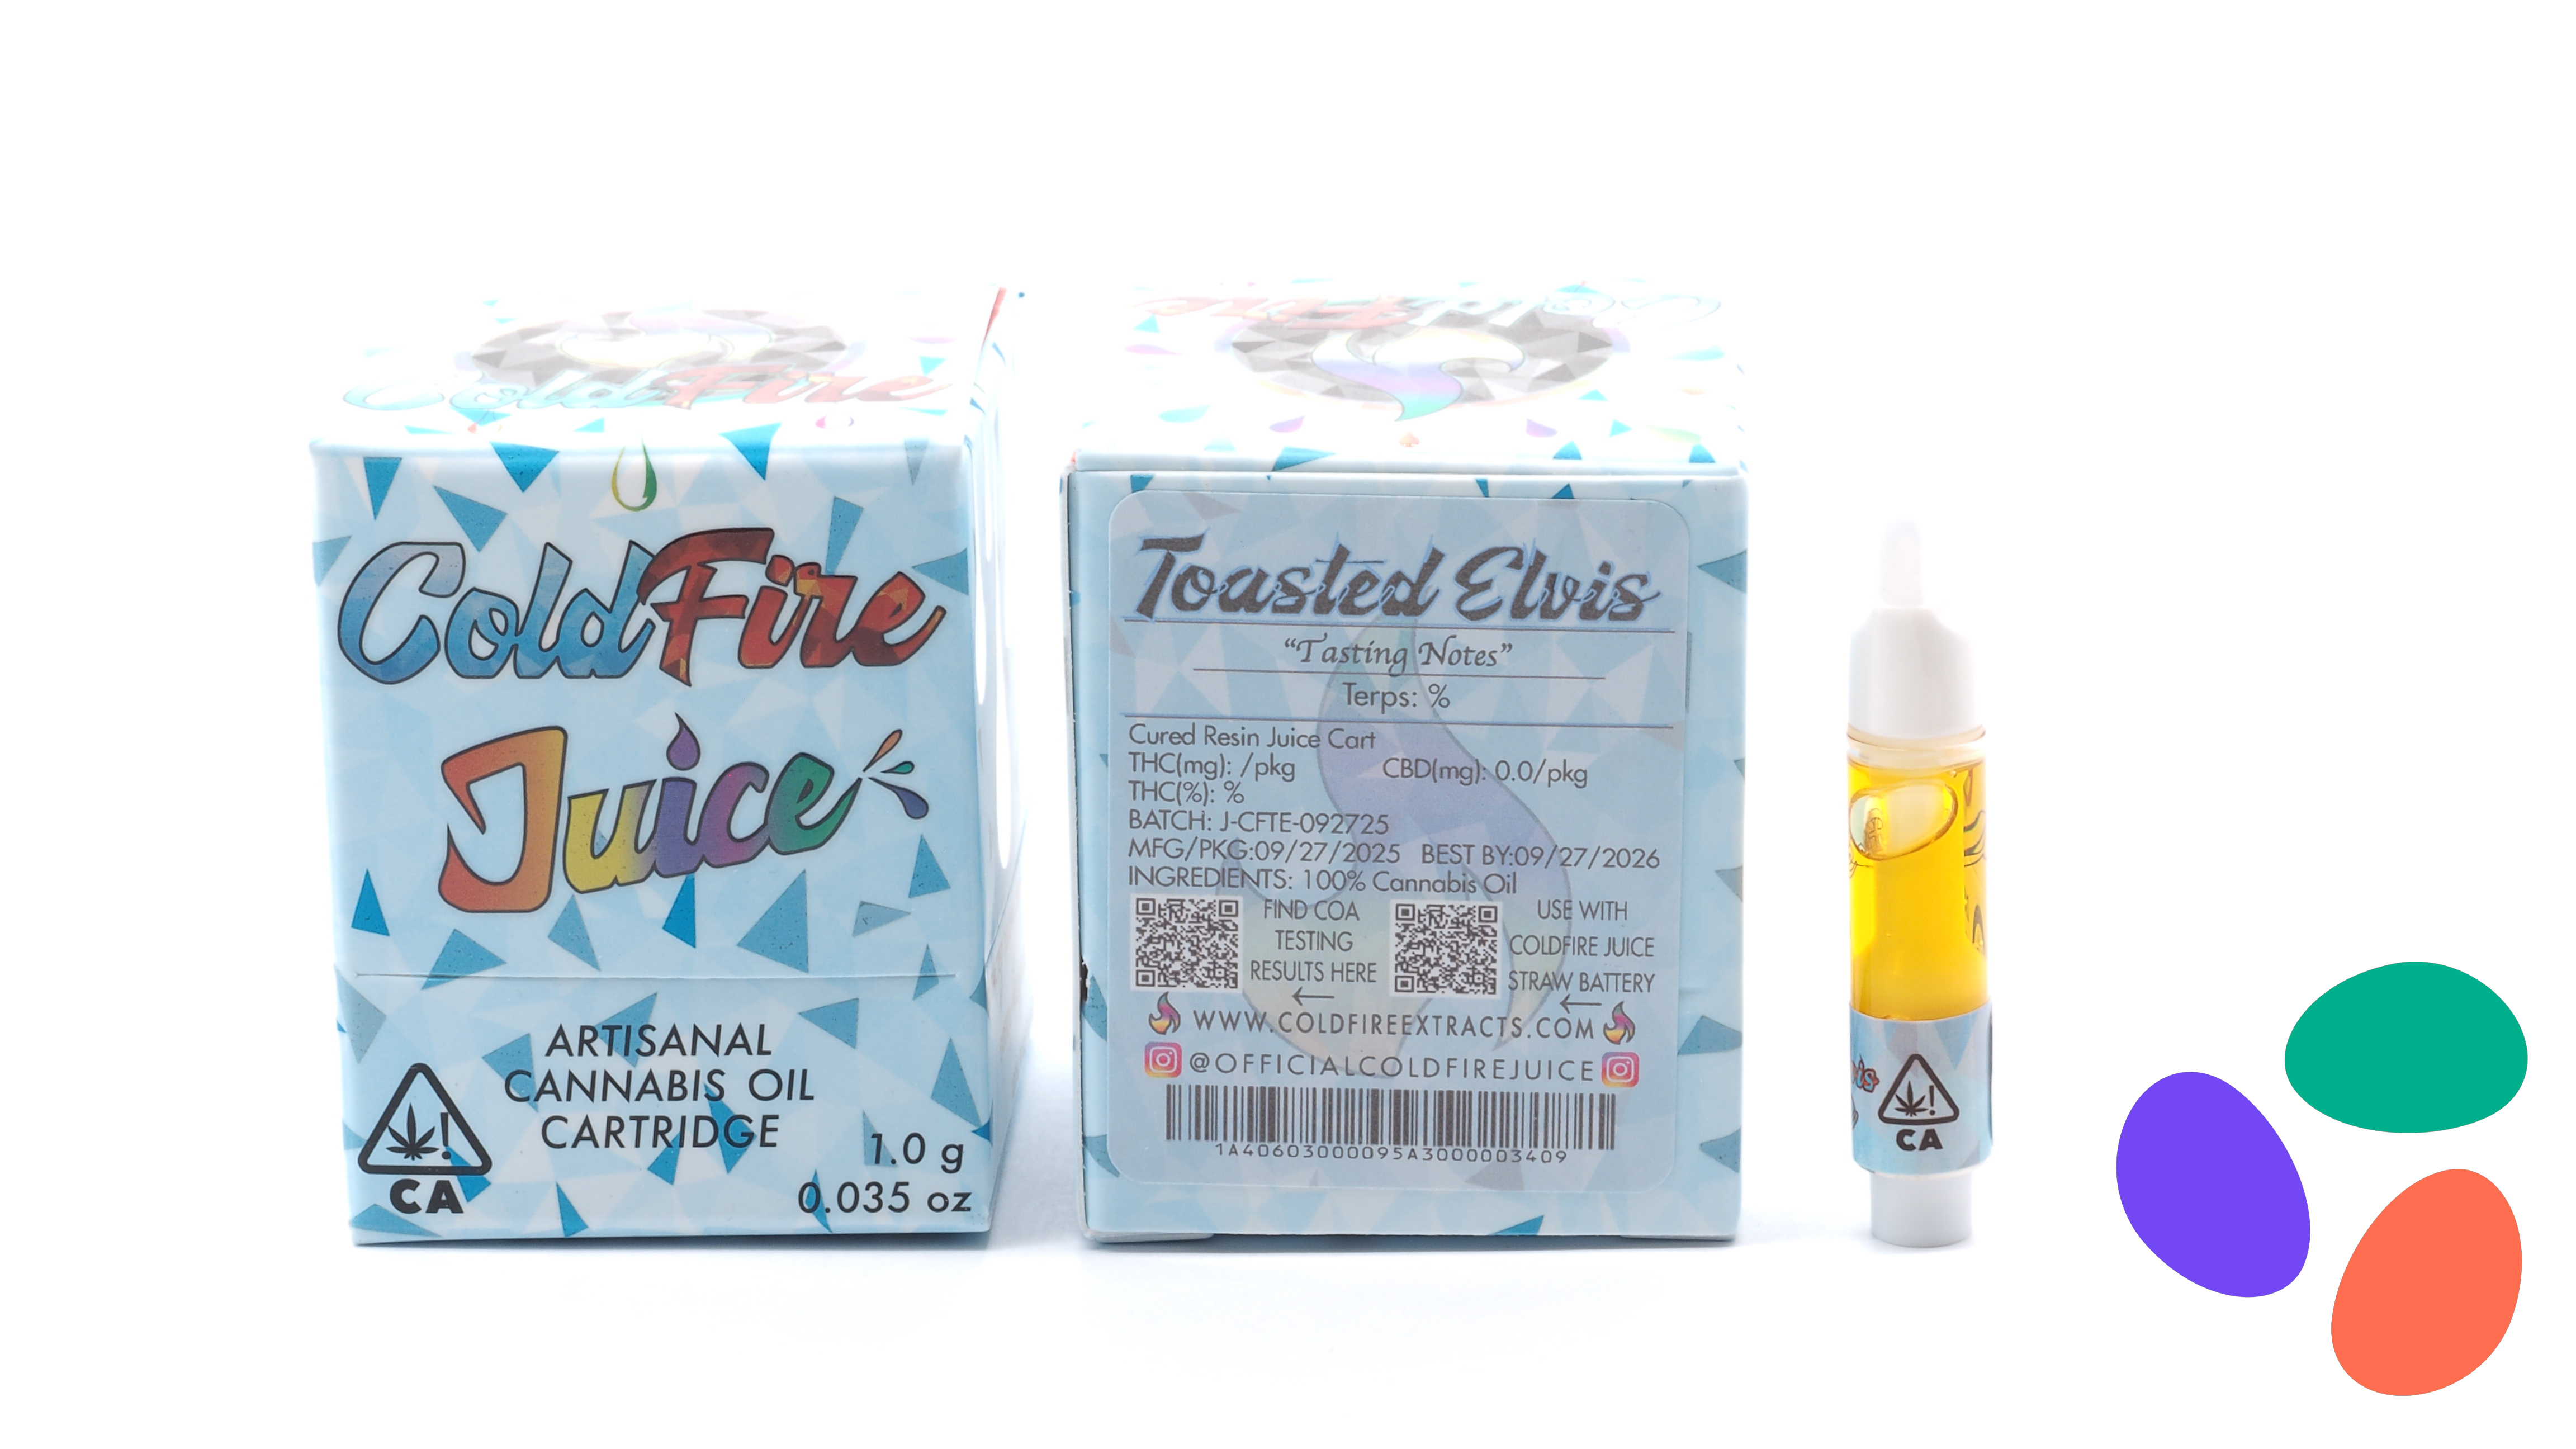 ColdFire
ColdFire
Juice
ARTISANAL
CANNABIS OIL
CARTRIDGE
1.0 g
0.035 oz
CA
ColdFire
Toasted Elvis
“Tasting Notes”
Terps: %
Cured Resin Juice Cart
THC(mg): /pkg CBD(mg): 0.0/pkg
THC(%): %
BATCH: J-CFTE-092725
MFG/PKG:09/27/2025 BEST BY:09/27/2026
INGREDIENTS: 100% Cannabis Oil
FIND COA
TESTING
RESULTS HERE
USE WITH
COLDFIRE JUICE
STRAW BATTERY
WWW.COLDFIREEXTRACTS.COM
@OFFICIALCOLDFIREJUICE
1A40603000095A3000003409
CA